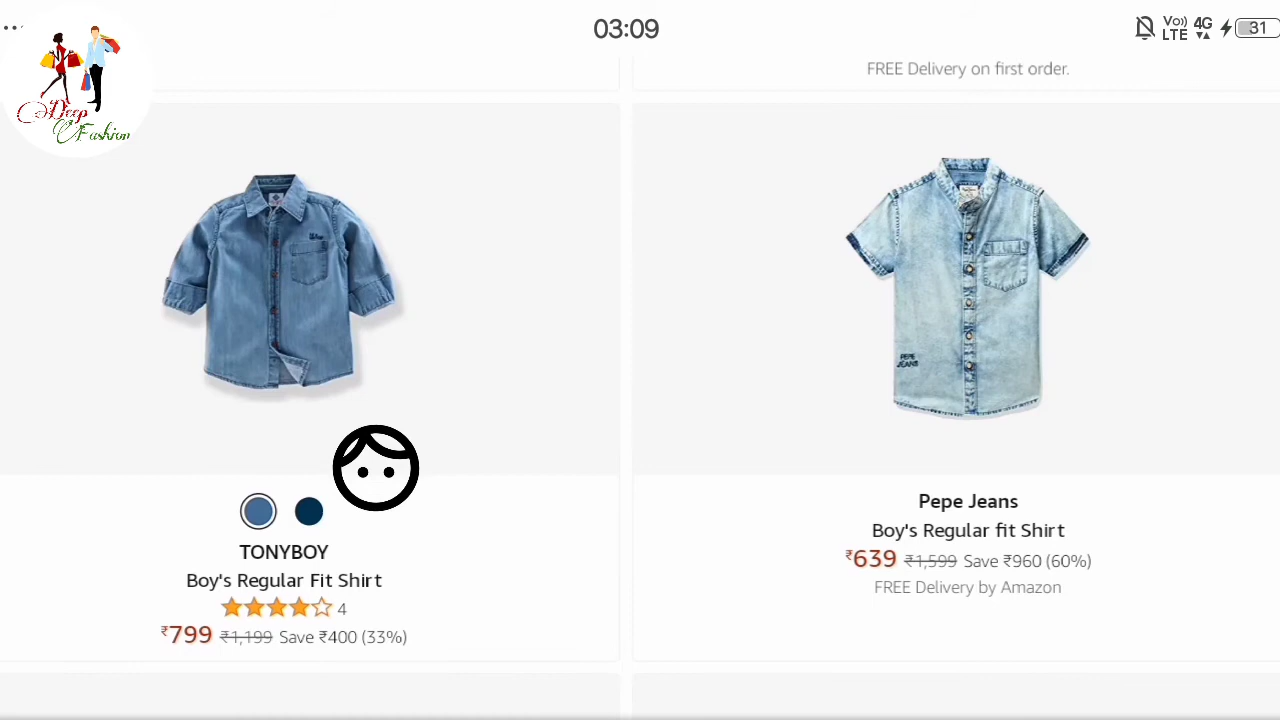 03:09
Vo))
LTE
4G
31
Deep
Fashion
FREE Delivery on first order.
PEPE
JEANS
TONYBOY
Boy's Regular Fit Shirt
4
₹799 ₹1,199 Save ₹400 (33%)
Pepe Jeans
Boy's Regular fit Shirt
₹639 ₹1,599 Save ₹960 (60%)
FREE Delivery by Amazon